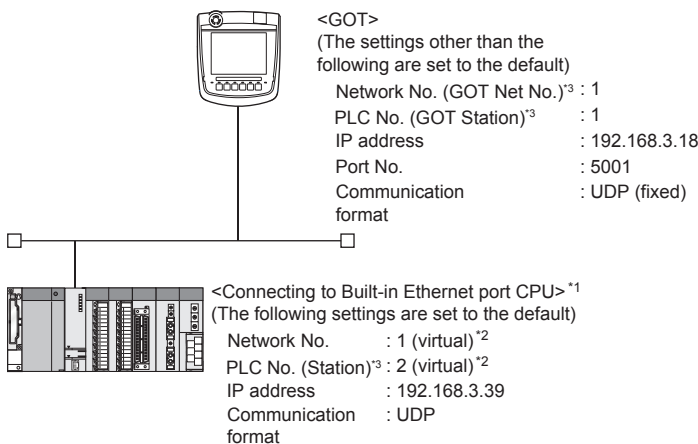 <GOT>
(The settings other than the
following are set to the default)
Network No. (GOT Net No.)*3 : 1
PLC No. (GOT Station)*3 : 1
IP address : 192.168.3.18
Port No. : 5001
Communication : UDP (fixed)
format
<Connecting to Built-in Ethernet port CPU>*1
(The following settings are set to the default)
Network No. : 1 (virtual)*2
PLC No. (Station)*3 : 2 (virtual)*2
IP address : 192.168.3.39
Communication : UDP
format